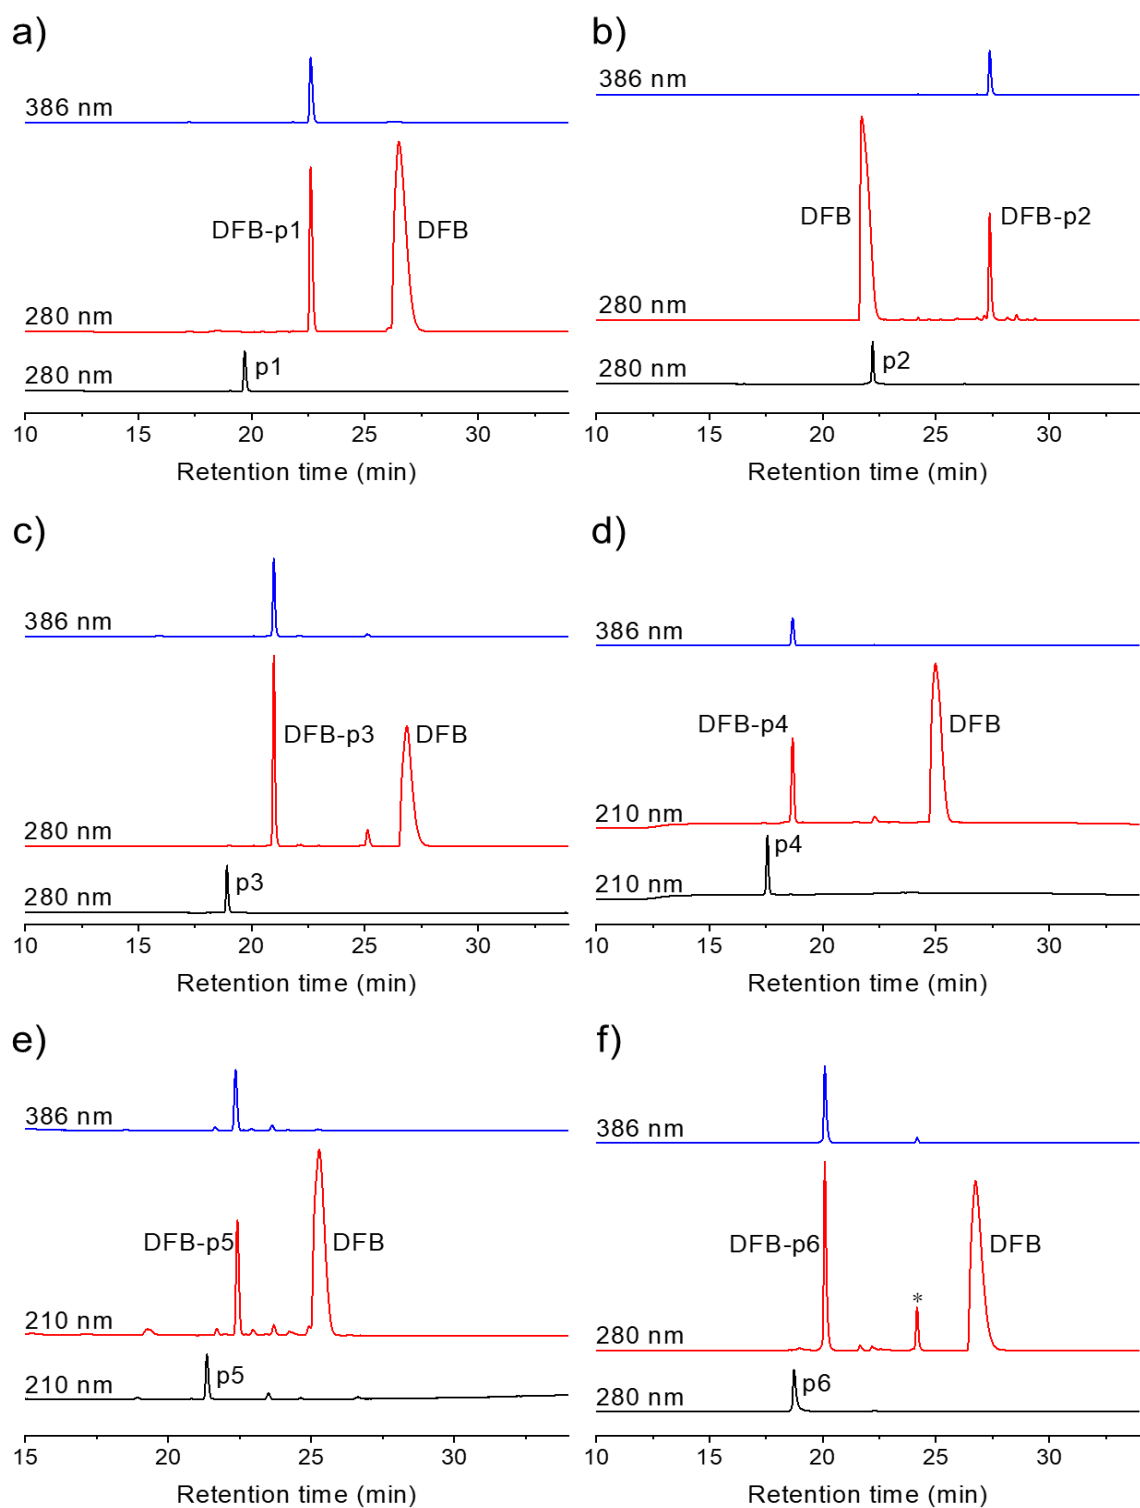 a)
386 nm
DFB-p1
DFB
280 nm
280 nm
p1
10 15 20 25 30
Retention time (min)
b)
386 nm
DFB
DFB-p2
280 nm
280 nm
p2
10 15 20 25 30
Retention time (min)
c)
386 nm
DFB-p3
DFB
280 nm
280 nm
p3
10 15 20 25 30
Retention time (min)
d)
386 nm
DFB-p4
DFB
210 nm
210 nm
p4
10 15 20 25 30
Retention time (min)
e)
386 nm
DFB-p5
DFB
210 nm
210 nm
p5
15 20 25 30
Retention time (min)
f)
386 nm
DFB-p6
DFB
*
280 nm
280 nm
p6
10 15 20 25 30
Retention time (min)